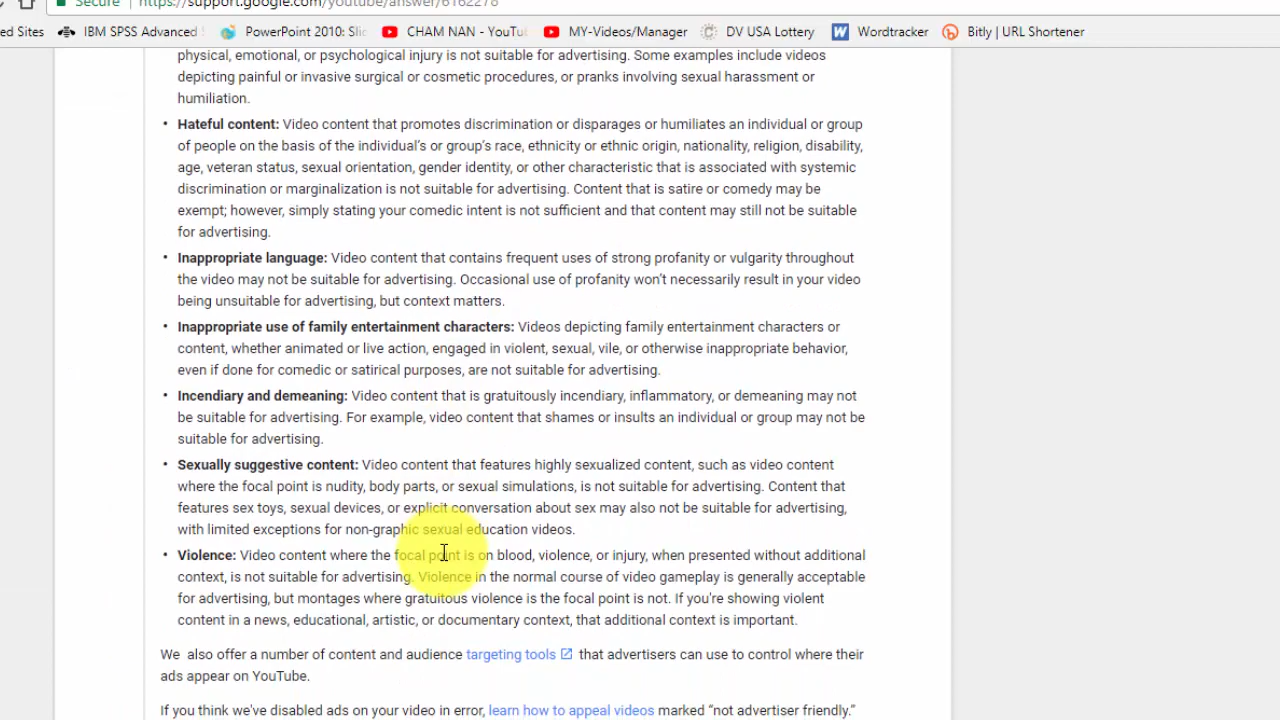 Secure https://support.google.com/youtube/answer/6162278
ed Sites IBM SPSS Advanced PowerPoint 2010: Slic CHAM NAN - YouTu MY-Videos/Manager DV USA Lottery Wordtracker Bitly | URL Shortener
physical, emotional, or psychological injury is not suitable for advertising. Some examples include videos
depicting painful or invasive surgical or cosmetic procedures, or pranks involving sexual harassment or
humiliation.
• Hateful content: Video content that promotes discrimination or disparages or humiliates an individual or group
of people on the basis of the individual's or group's race, ethnicity or ethnic origin, nationality, religion, disability,
age, veteran status, sexual orientation, gender identity, or other characteristic that is associated with systemic
discrimination or marginalization is not suitable for advertising. Content that is satire or comedy may be
exempt; however, simply stating your comedic intent is not sufficient and that content may still not be suitable
for advertising.
• Inappropriate language: Video content that contains frequent uses of strong profanity or vulgarity throughout
the video may not be suitable for advertising. Occasional use of profanity won't necessarily result in your video
being unsuitable for advertising, but context matters.
• Inappropriate use of family entertainment characters: Videos depicting family entertainment characters or
content, whether animated or live action, engaged in violent, sexual, vile, or otherwise inappropriate behavior,
even if done for comedic or satirical purposes, are not suitable for advertising.
• Incendiary and demeaning: Video content that is gratuitously incendiary, inflammatory, or demeaning may not
be suitable for advertising. For example, video content that shames or insults an individual or group may not be
suitable for advertising.
• Sexually suggestive content: Video content that features highly sexualized content, such as video content
where the focal point is nudity, body parts, or sexual simulations, is not suitable for advertising. Content that
features sex toys, sexual devices, or explicit conversation about sex may also not be suitable for advertising,
with limited exceptions for non-graphic sexual education videos.
• Violence: Video content where the focal point is on blood, violence, or injury, when presented without additional
context, is not suitable for advertising. Violence in the normal course of video gameplay is generally acceptable
for advertising, but montages where gratuitous violence is the focal point is not. If you're showing violent
content in a news, educational, artistic, or documentary context, that additional context is important.
We also offer a number of content and audience targeting tools that advertisers can use to control where their
ads appear on YouTube.
If you think we've disabled ads on your video in error, learn how to appeal videos marked “not advertiser friendly.”